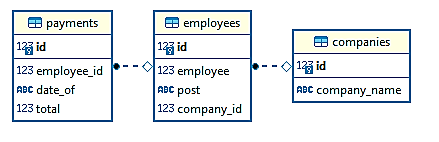 payments
123 id
123 employee_id
ABC date_of
123 total
employees
123 id
123 employee
ABC post
123 company_id
companies
123 id
ABC company_name